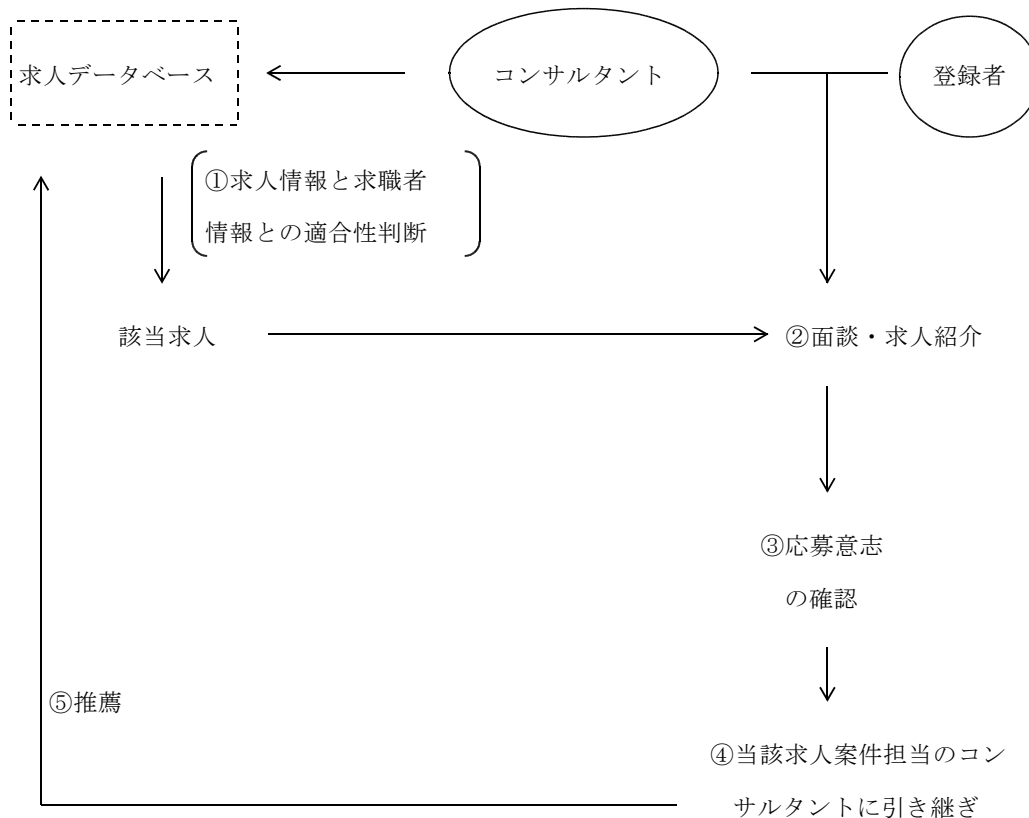 求人データベース
コンサルタント
登録者
①求人情報と求職者
情報との適合性判断
該当求人
②面談・求人紹介
③応募意志
の確認
⑤推薦
④当該求人案件担当のコン
サルタントに引き継ぎ